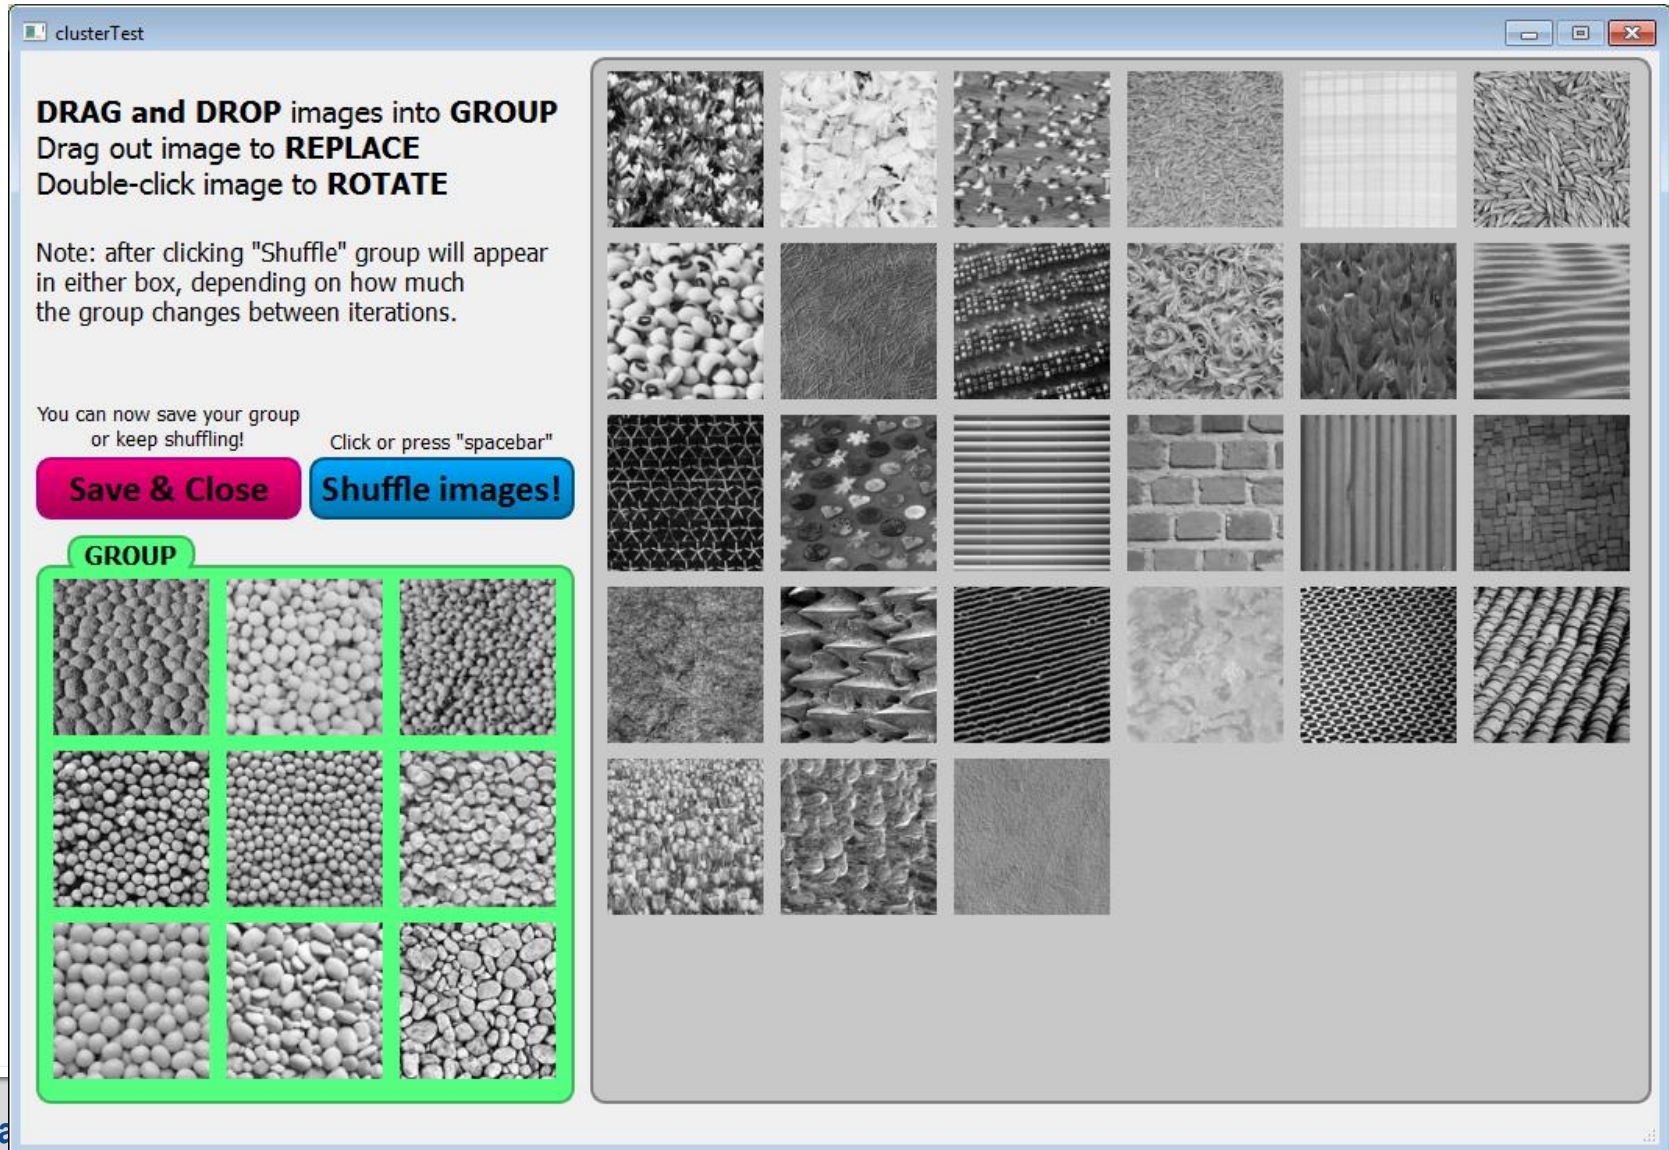 clusterTest
DRAG and DROP images into GROUP
Drag out image to REPLACE
Double-click image to ROTATE
Note: after clicking "Shuffle" group will appear
in either box, depending on how much
the group changes between iterations.
You can now save your group
or keep shuffling!
Click or press "spacebar"
Save & Close
Shuffle images!
GROUP